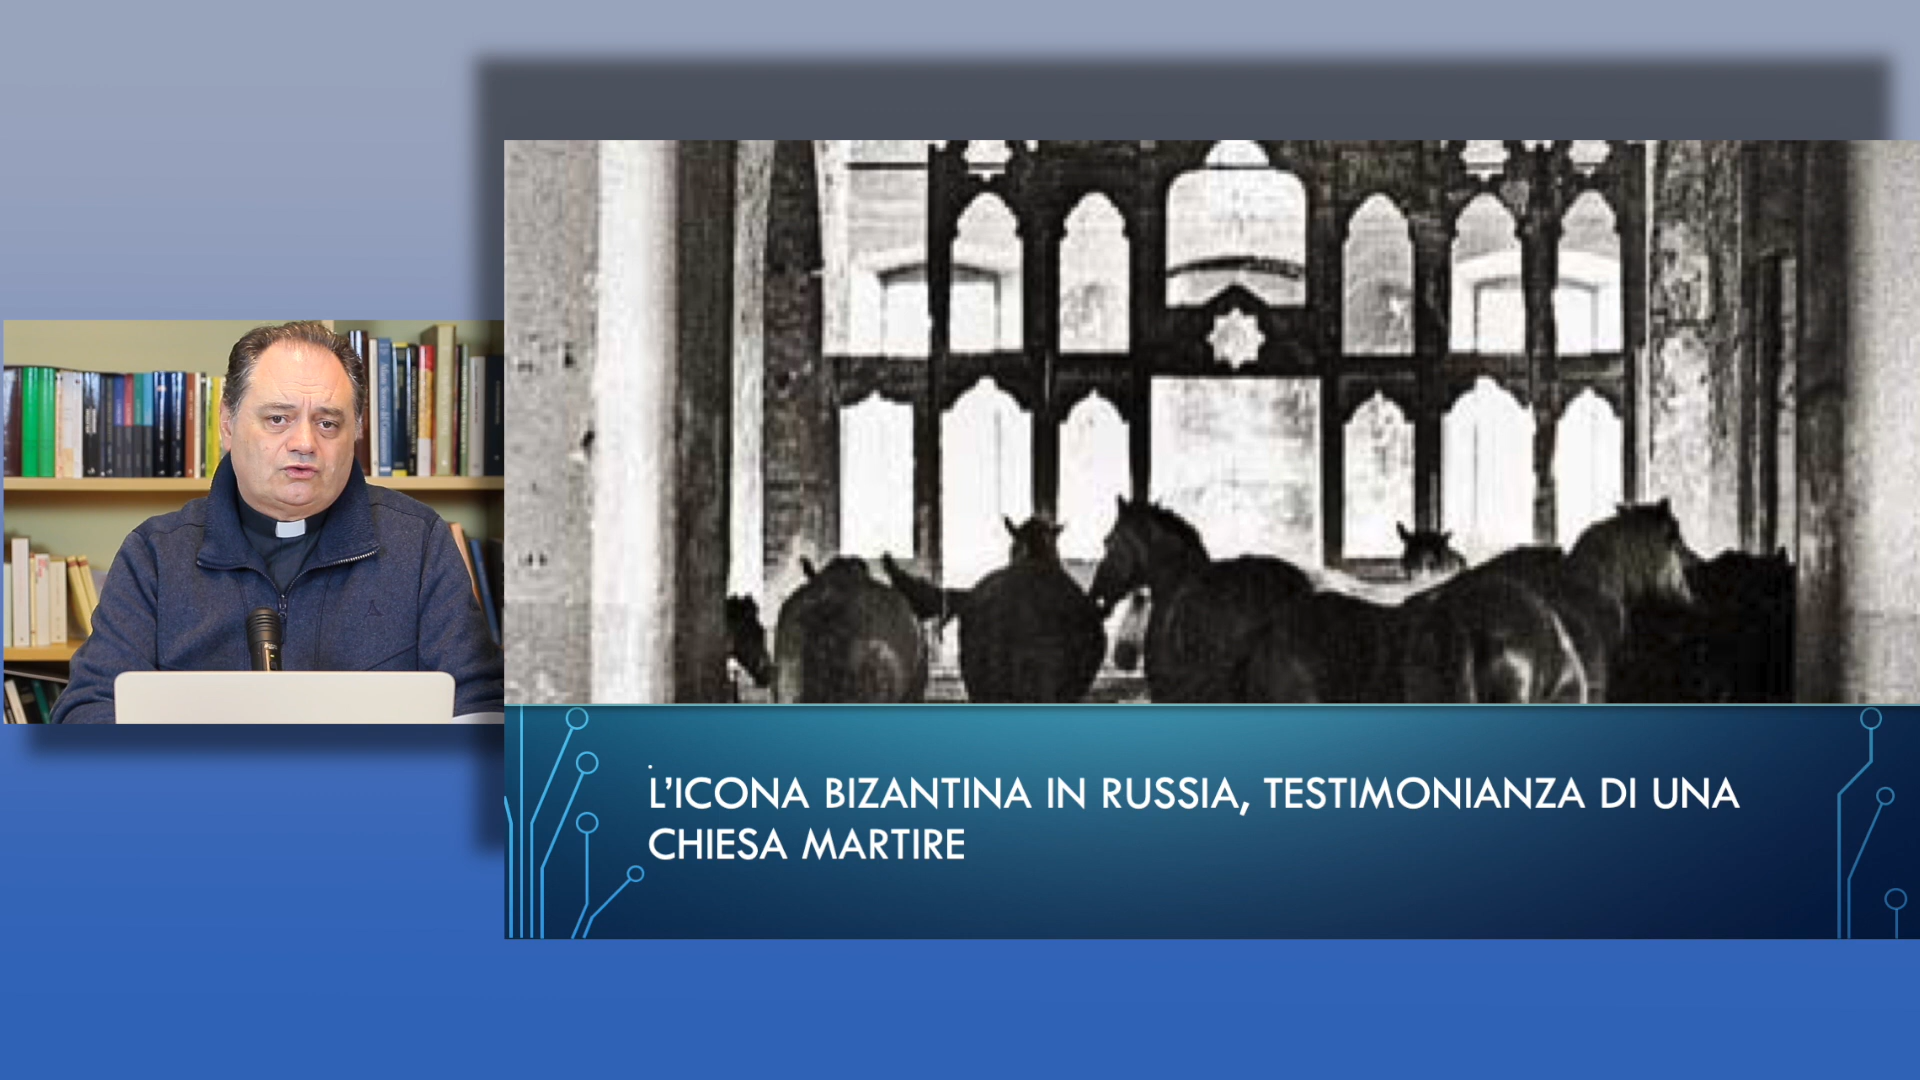 .
L’ICONA BIZANTINA IN RUSSIA, TESTIMONIANZA DI UNA
CHIESA MARTIRE